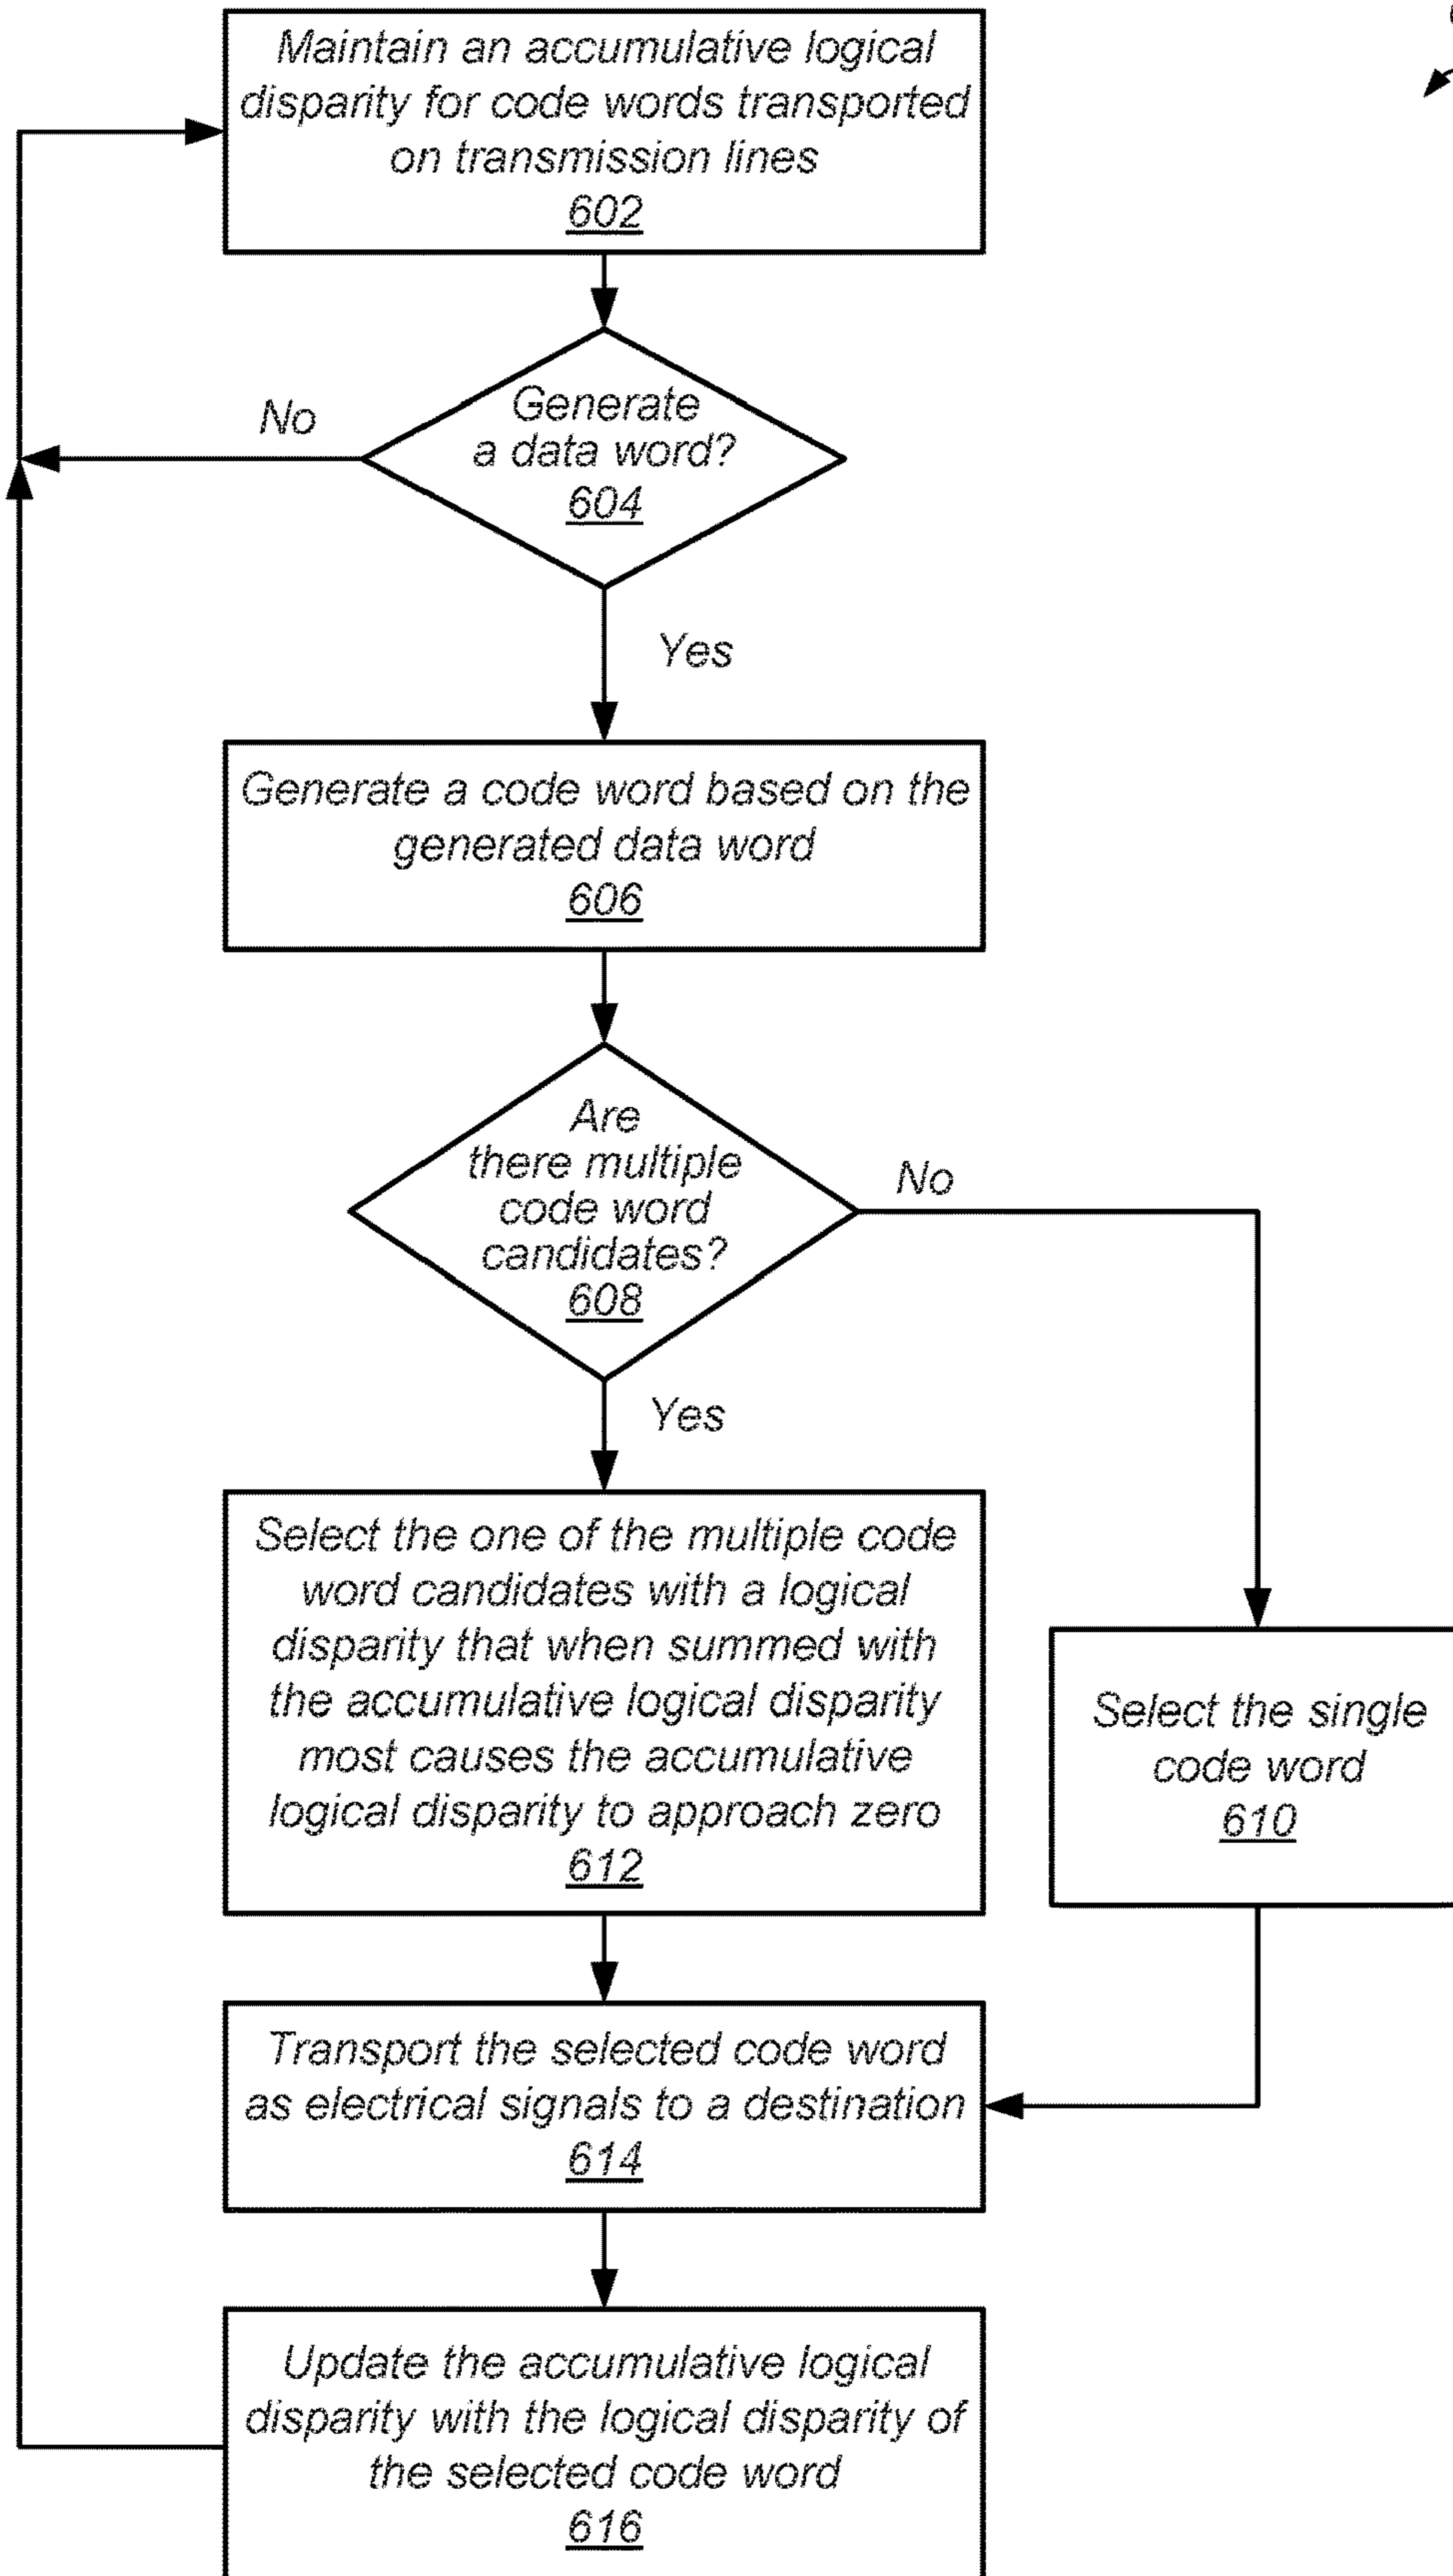 Maintain an accumulative logical
disparity for code words transported
on transmission lines
602
Generate
a data word?
604
No
Yes
Generate a code word based on the
generated data word
606
Are
there multiple
code word
candidates?
608
No
Yes
Select the one of the multiple code
word candidates with a logical
disparity that when summed with
the accumulative logical disparity
most causes the accumulative
logical disparity to approach zero
612
Select the single
code word
610
Transport the selected code word
as electrical signals to a destination
614
Update the accumulative logical
disparity with the logical disparity of
the selected code word
616